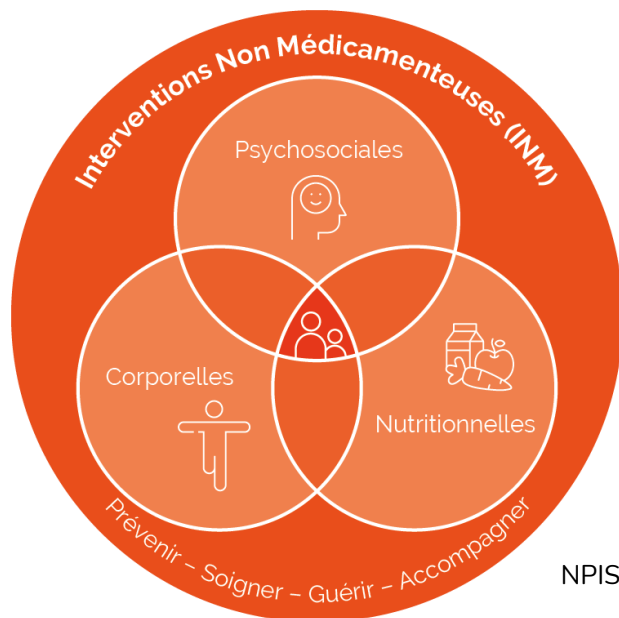 Interventions Non Médicamenteuses (INM)
Psychosociales
Corporelles
Nutritionnelles
Prévenir – Soigner – Guérir – Accompagner
NPIS